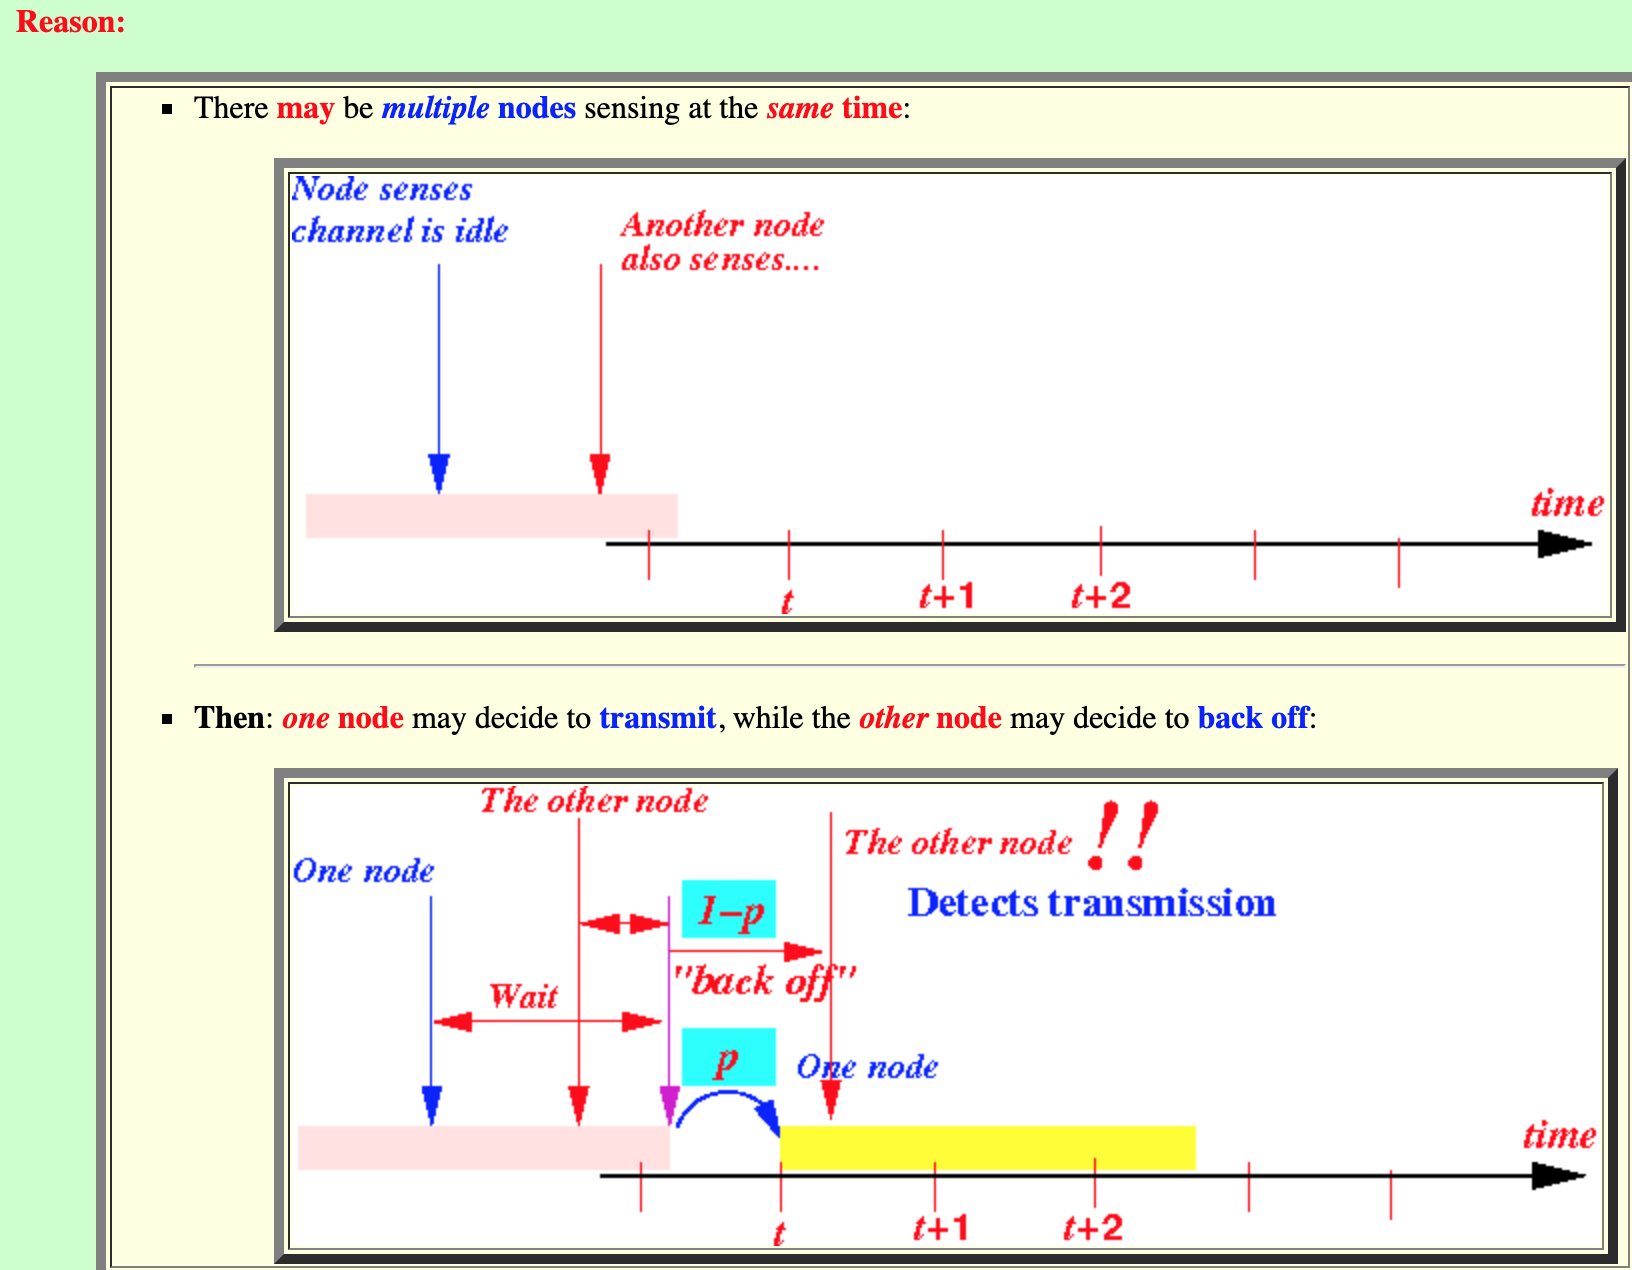 Reason:
There may be multiple nodes sensing at the same time:
Node senses
channel is idle
Another node
also senses....
time
t
t+1
t+2
Then: one node may decide to transmit, while the other node may decide to back off:
The other node
The other node !!
One node
Detects transmission
1-p
"back off"
Wait
p
One node
time
t
t+1
t+2